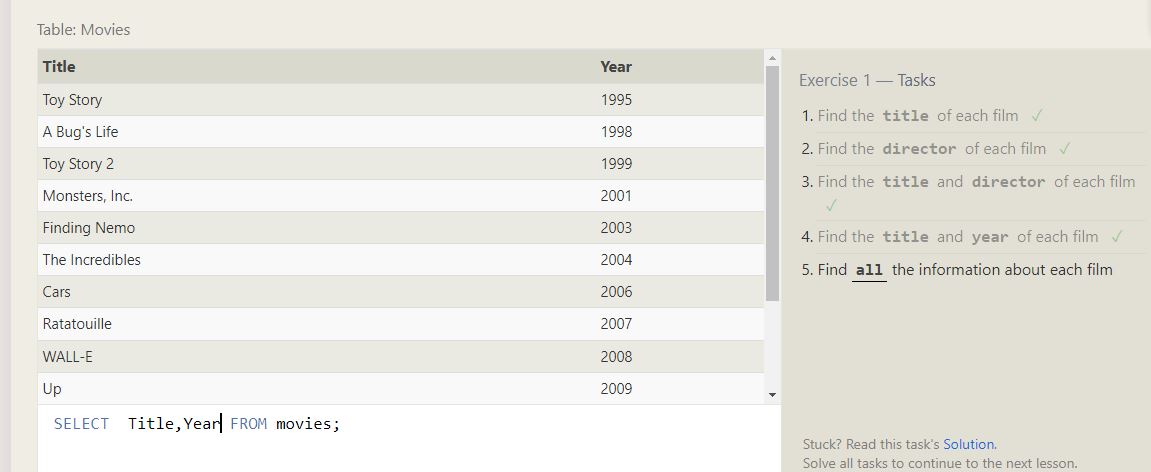 Table: Movies
Title Year
Toy Story 1995
A Bug's Life 1998
Toy Story 2 1999
Monsters, Inc. 2001
Finding Nemo 2003
The Incredibles 2004
Cars 2006
Ratatouille 2007
WALL-E 2008
Up 2009
SELECT  Title,Year FROM movies;
Exercise 1 — Tasks
1. Find the title of each film ✓
2. Find the director of each film ✓
3. Find the title and director of each film
✓
4. Find the title and year of each film ✓
5. Find all the information about each film
Stuck? Read this task's Solution.
Solve all tasks to continue to the next lesson.